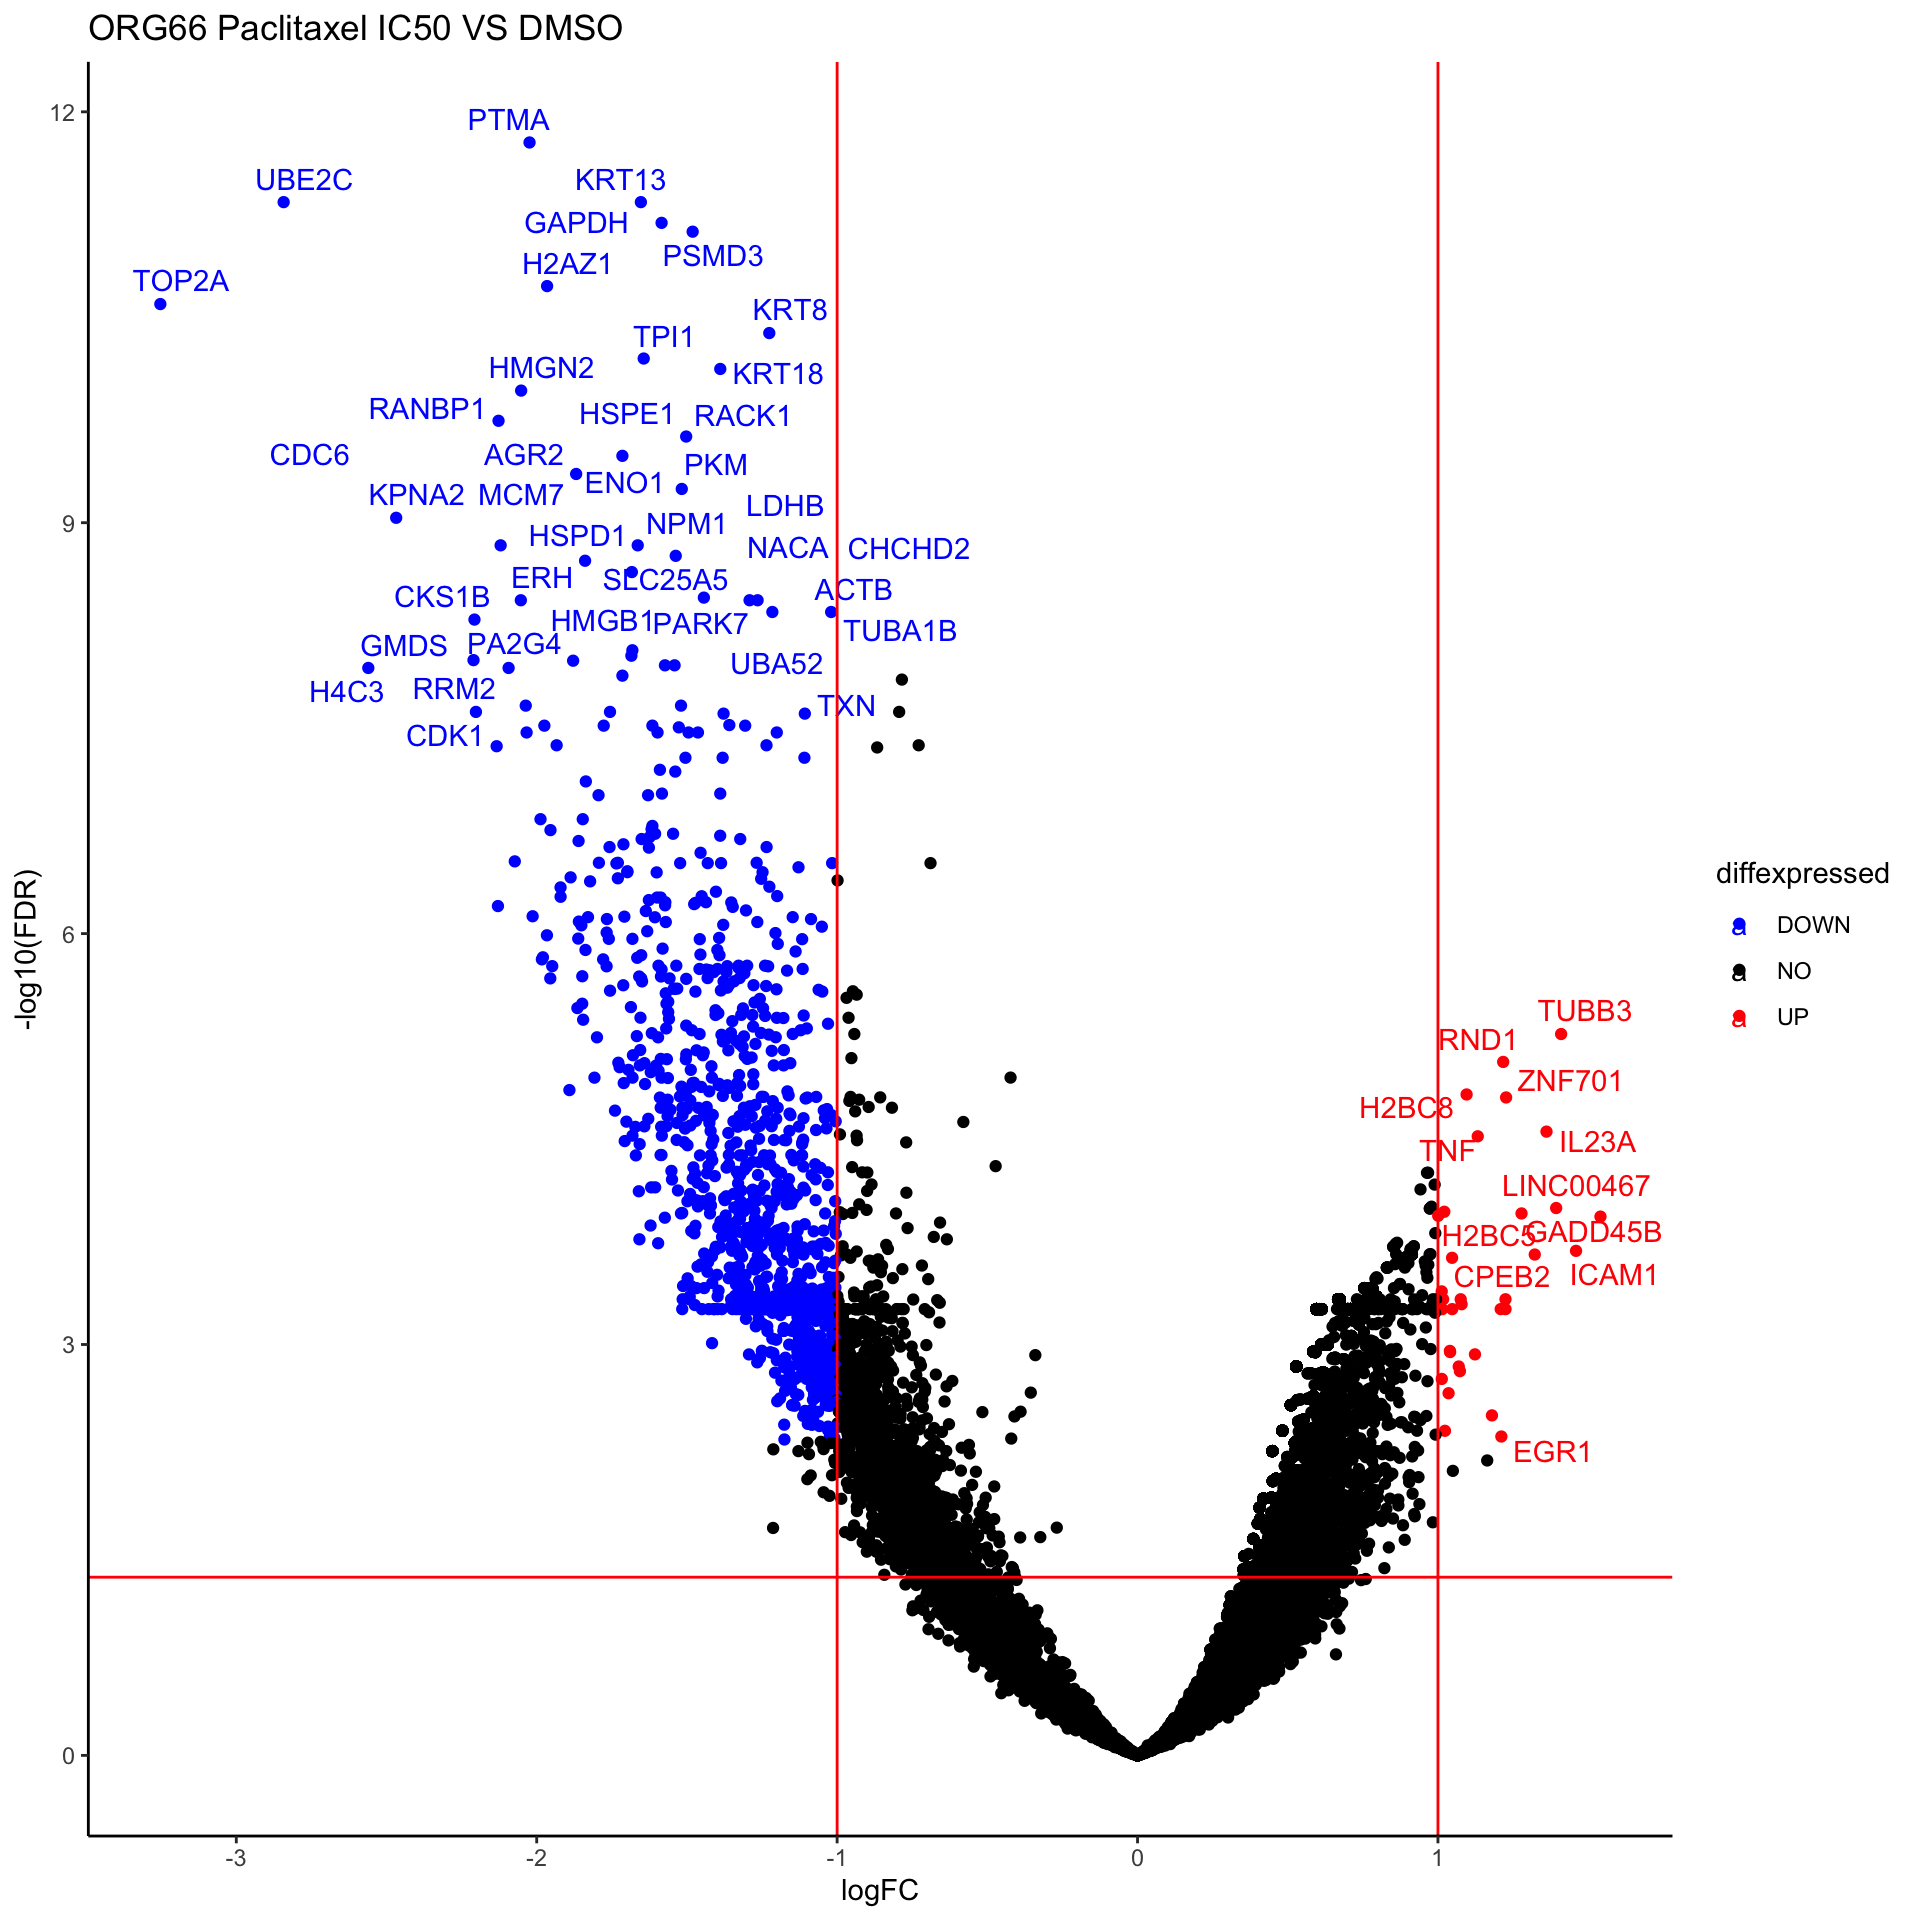 ORG66 Paclitaxel IC50 VS DMSO
12
PTMA
UBE2C
KRT13
GAPDH
PSMD3
H2AZ1
TOP2A
KRT8
TPI1
HMGN2
KRT18
RANBP1
HSPE1
RACK1
CDC6
AGR2
PKM
ENO1
KPNA2
MCM7
LDHB
9
NPM1
HSPD1
NACA
CHCHD2
ERH
SLC25A5
ACTB
CKS1B
HMGB1
PARK7
TUBA1B
GMDS
PA2G4
UBA52
H4C3
RRM2
TXN
CDK1
6
-log10(FDR)
TUBB3
RND1
ZNF701
H2BC8
IL23A
TNF
LINC00467
H2BC5
GADD45B
CPEB2
ICAM1
3
EGR1
0
-3
-2
-1
0
1
logFC
diffexpressed
a DOWN
a NO
a UP